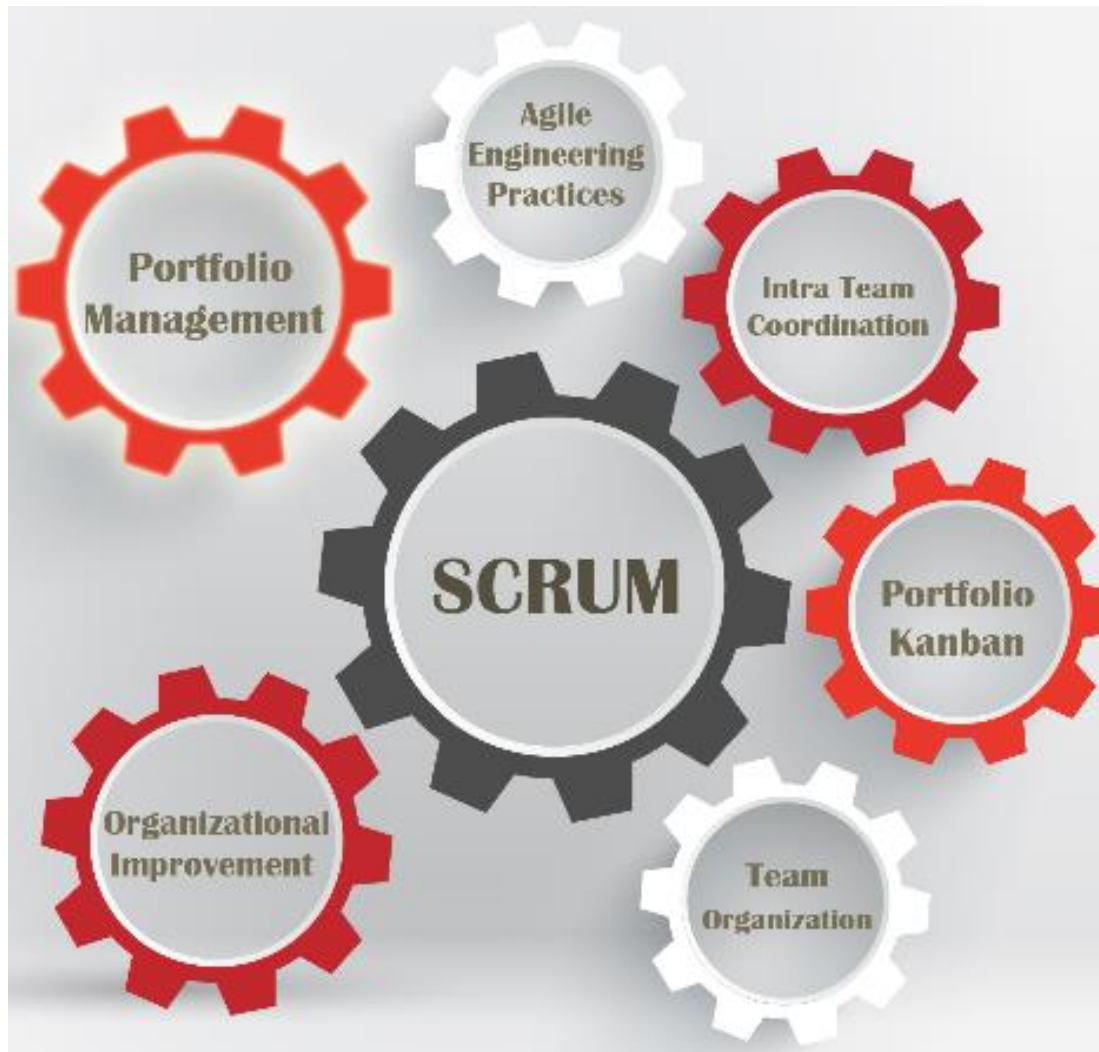 Agile
Engineering
Practices
Portfolio
Management
Intra Team
Coordination
SCRUM
Portfolio
Kanban
Organizational
Improvement
Team
Organization